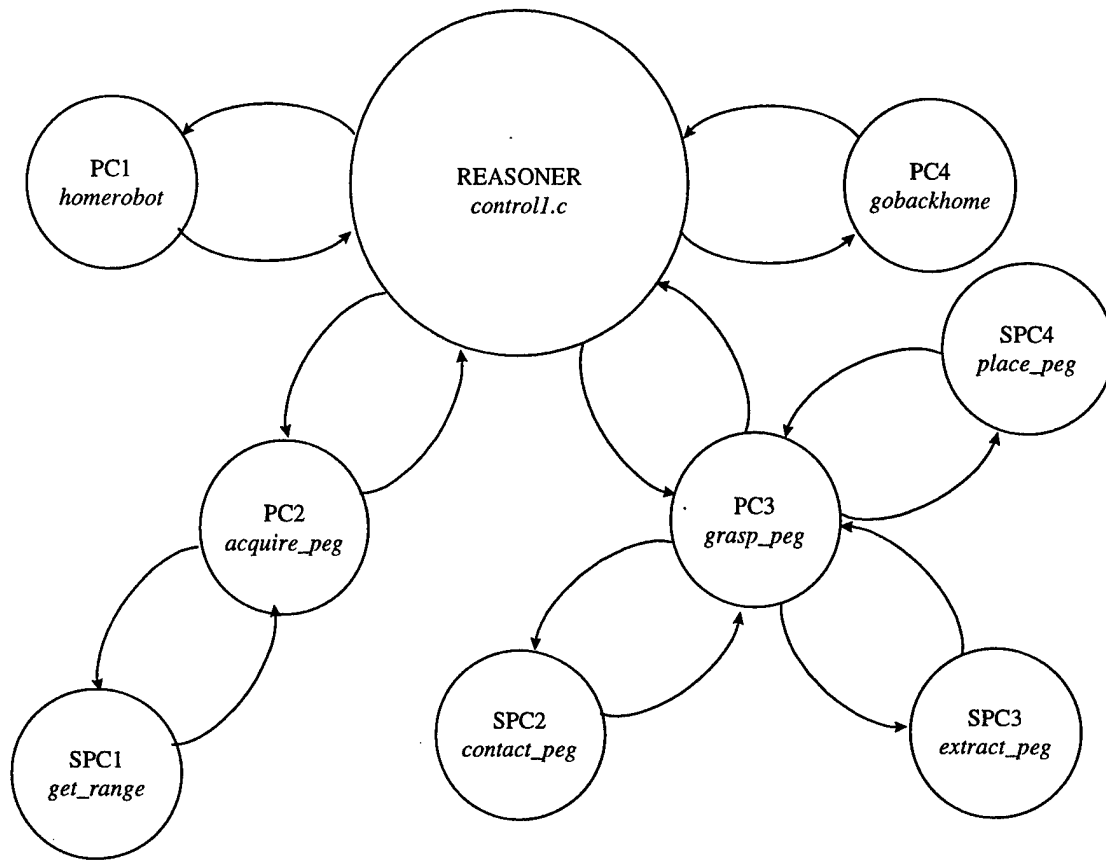 PC1
homerobot
REASONER
control1.c
PC4
gobackhome
SPC4
place_peg
PC2
acquire_peg
PC3
grasp_peg
SPC1
get_range
SPC2
contact_peg
SPC3
extract_peg